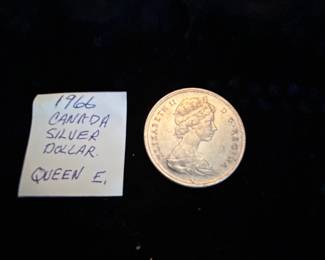 1966
CANADA
SILVER
DOLLAR.
QUEEN E.
ELIZABETH II D·G·REGINA